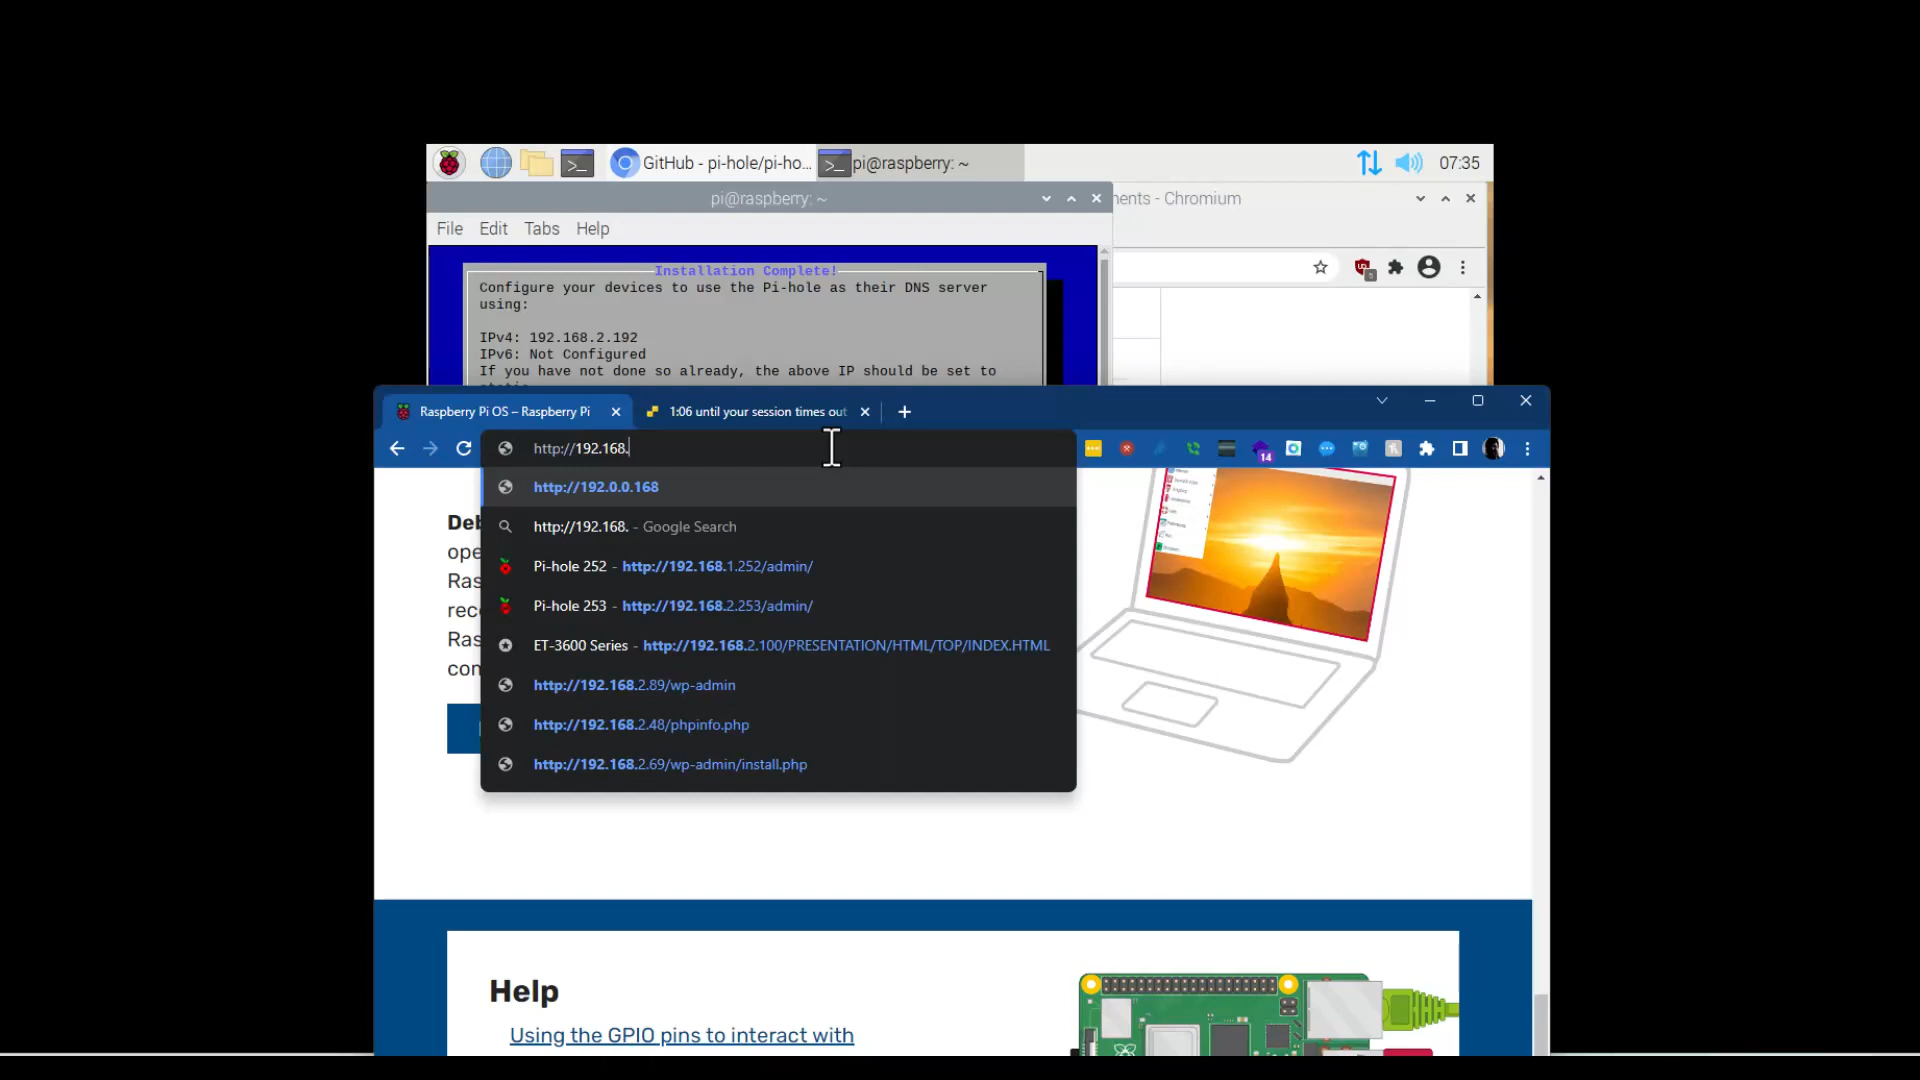 GitHub - pi-hole/pi-ho...
pi@raspberry: ~
07:35
pi@raspberry: ~
ents - Chromium
File Edit Tabs Help
Installation Complete!
Configure your devices to use the Pi-hole as their DNS server
using:
IPv4: 192.168.2.192
IPv6: Not Configured
If you have not done so already, the above IP should be set to
Raspberry Pi OS – Raspberry Pi
1:06 until your session times out
http://192.168.
14
http://192.0.0.168
http://192.168. - Google Search
Pi-hole 252 - http://192.168.1.252/admin/
Pi-hole 253 - http://192.168.2.253/admin/
ET-3600 Series - http://192.168.2.100/PRESENTATION/HTML/TOP/INDEX.HTML
http://192.168.2.89/wp-admin
http://192.168.2.48/phpinfo.php
http://192.168.2.69/wp-admin/install.php
Deb
ope
Ras
rec
Ras
con
Help
Using the GPIO pins to interact with